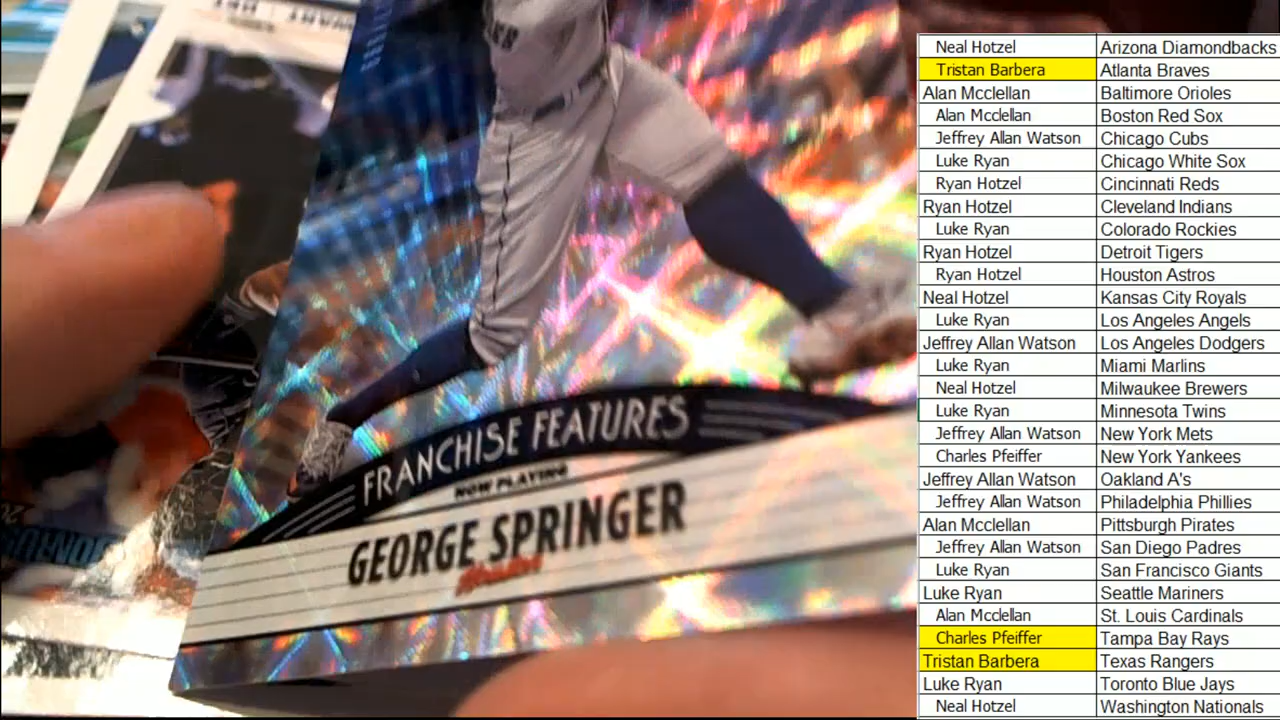 FRANCHISE FEATURES
NOW PLAYING
GEORGE SPRINGER
Neal Hotzel Arizona Diamondbacks
Tristan Barbera Atlanta Braves
Alan Mcclellan Baltimore Orioles
Alan Mcclellan Boston Red Sox
Jeffrey Allan Watson Chicago Cubs
Luke Ryan Chicago White Sox
Ryan Hotzel Cincinnati Reds
Ryan Hotzel Cleveland Indians
Luke Ryan Colorado Rockies
Ryan Hotzel Detroit Tigers
Ryan Hotzel Houston Astros
Neal Hotzel Kansas City Royals
Luke Ryan Los Angeles Angels
Jeffrey Allan Watson Los Angeles Dodgers
Luke Ryan Miami Marlins
Neal Hotzel Milwaukee Brewers
Luke Ryan Minnesota Twins
Jeffrey Allan Watson New York Mets
Charles Pfeiffer New York Yankees
Jeffrey Allan Watson Oakland A's
Jeffrey Allan Watson Philadelphia Phillies
Alan Mcclellan Pittsburgh Pirates
Jeffrey Allan Watson San Diego Padres
Luke Ryan San Francisco Giants
Luke Ryan Seattle Mariners
Alan Mcclellan St. Louis Cardinals
Charles Pfeiffer Tampa Bay Rays
Tristan Barbera Texas Rangers
Luke Ryan Toronto Blue Jays
Neal Hotzel Washington Nationals